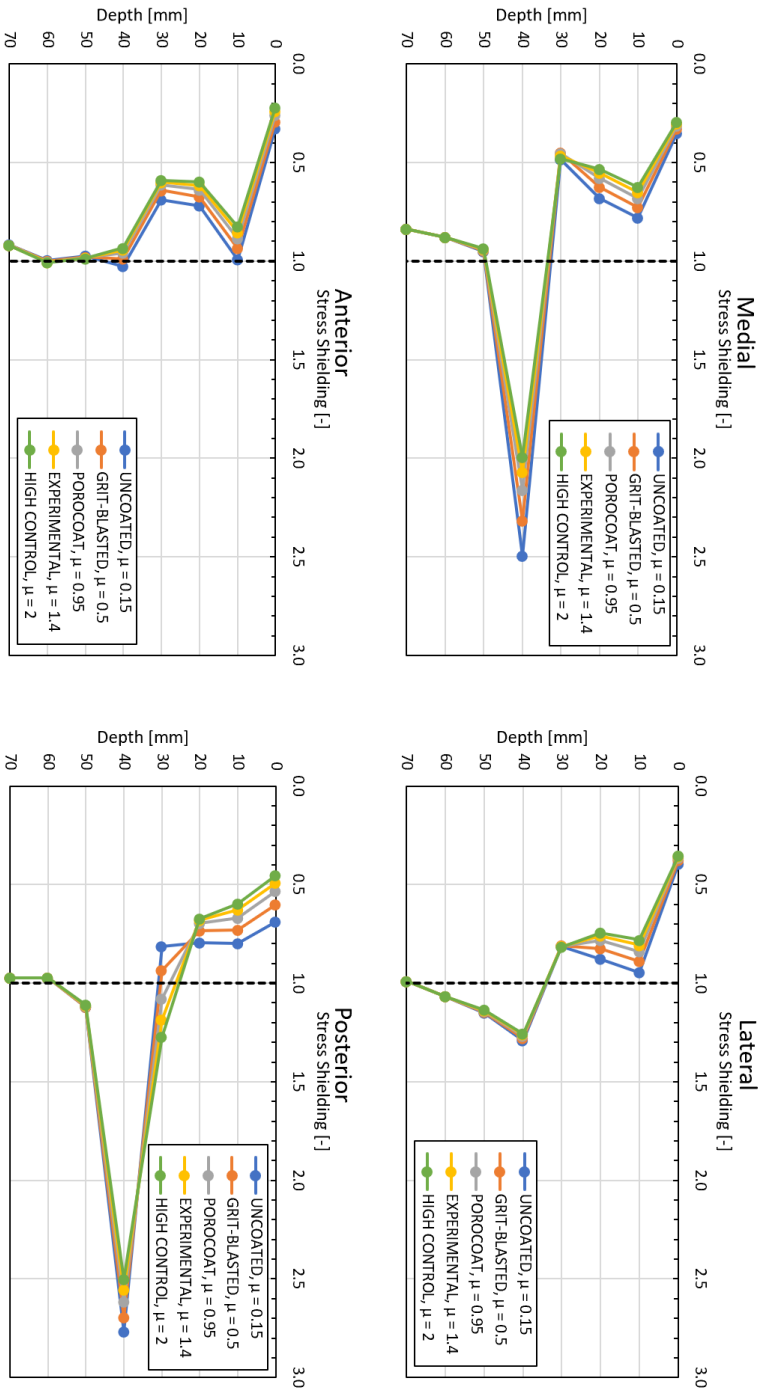 Medial
Stress Shielding [-]
0.0 0.5 1.0 1.5 2.0 2.5 3.0
Depth [mm]
0
10
20
30
40
50
60
70
UNCOATED, μ = 0.15
GRIT-BLASTED, μ = 0.5
POROCOAT, μ = 0.95
EXPERIMENTAL, μ = 1.4
HIGH CONTROL, μ = 2
Lateral
Stress Shielding [-]
0.0 0.5 1.0 1.5 2.0 2.5 3.0
Depth [mm]
0
10
20
30
40
50
60
70
UNCOATED, μ = 0.15
GRIT-BLASTED, μ = 0.5
POROCOAT, μ = 0.95
EXPERIMENTAL, μ = 1.4
HIGH CONTROL, μ = 2
Anterior
Stress Shielding [-]
0.0 0.5 1.0 1.5 2.0 2.5 3.0
Depth [mm]
0
10
20
30
40
50
60
70
UNCOATED, μ = 0.15
GRIT-BLASTED, μ = 0.5
POROCOAT, μ = 0.95
EXPERIMENTAL, μ = 1.4
HIGH CONTROL, μ = 2
Posterior
Stress Shielding [-]
0.0 0.5 1.0 1.5 2.0 2.5 3.0
Depth [mm]
0
10
20
30
40
50
60
70
UNCOATED, μ = 0.15
GRIT-BLASTED, μ = 0.5
POROCOAT, μ = 0.95
EXPERIMENTAL, μ = 1.4
HIGH CONTROL, μ = 2